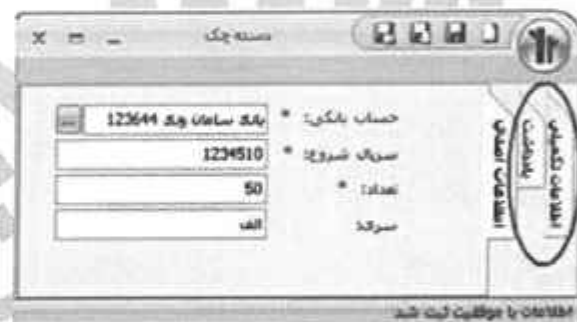 دسته چک
حساب بانکی: * بانک سامان ونک 123644
سریال شروع: * 1234510
تعداد: * 50
سری: الف
اطلاعات اصلی
یادداشت
اطلاعات تکمیلی
اطلاعات با موفقیت ثبت شد